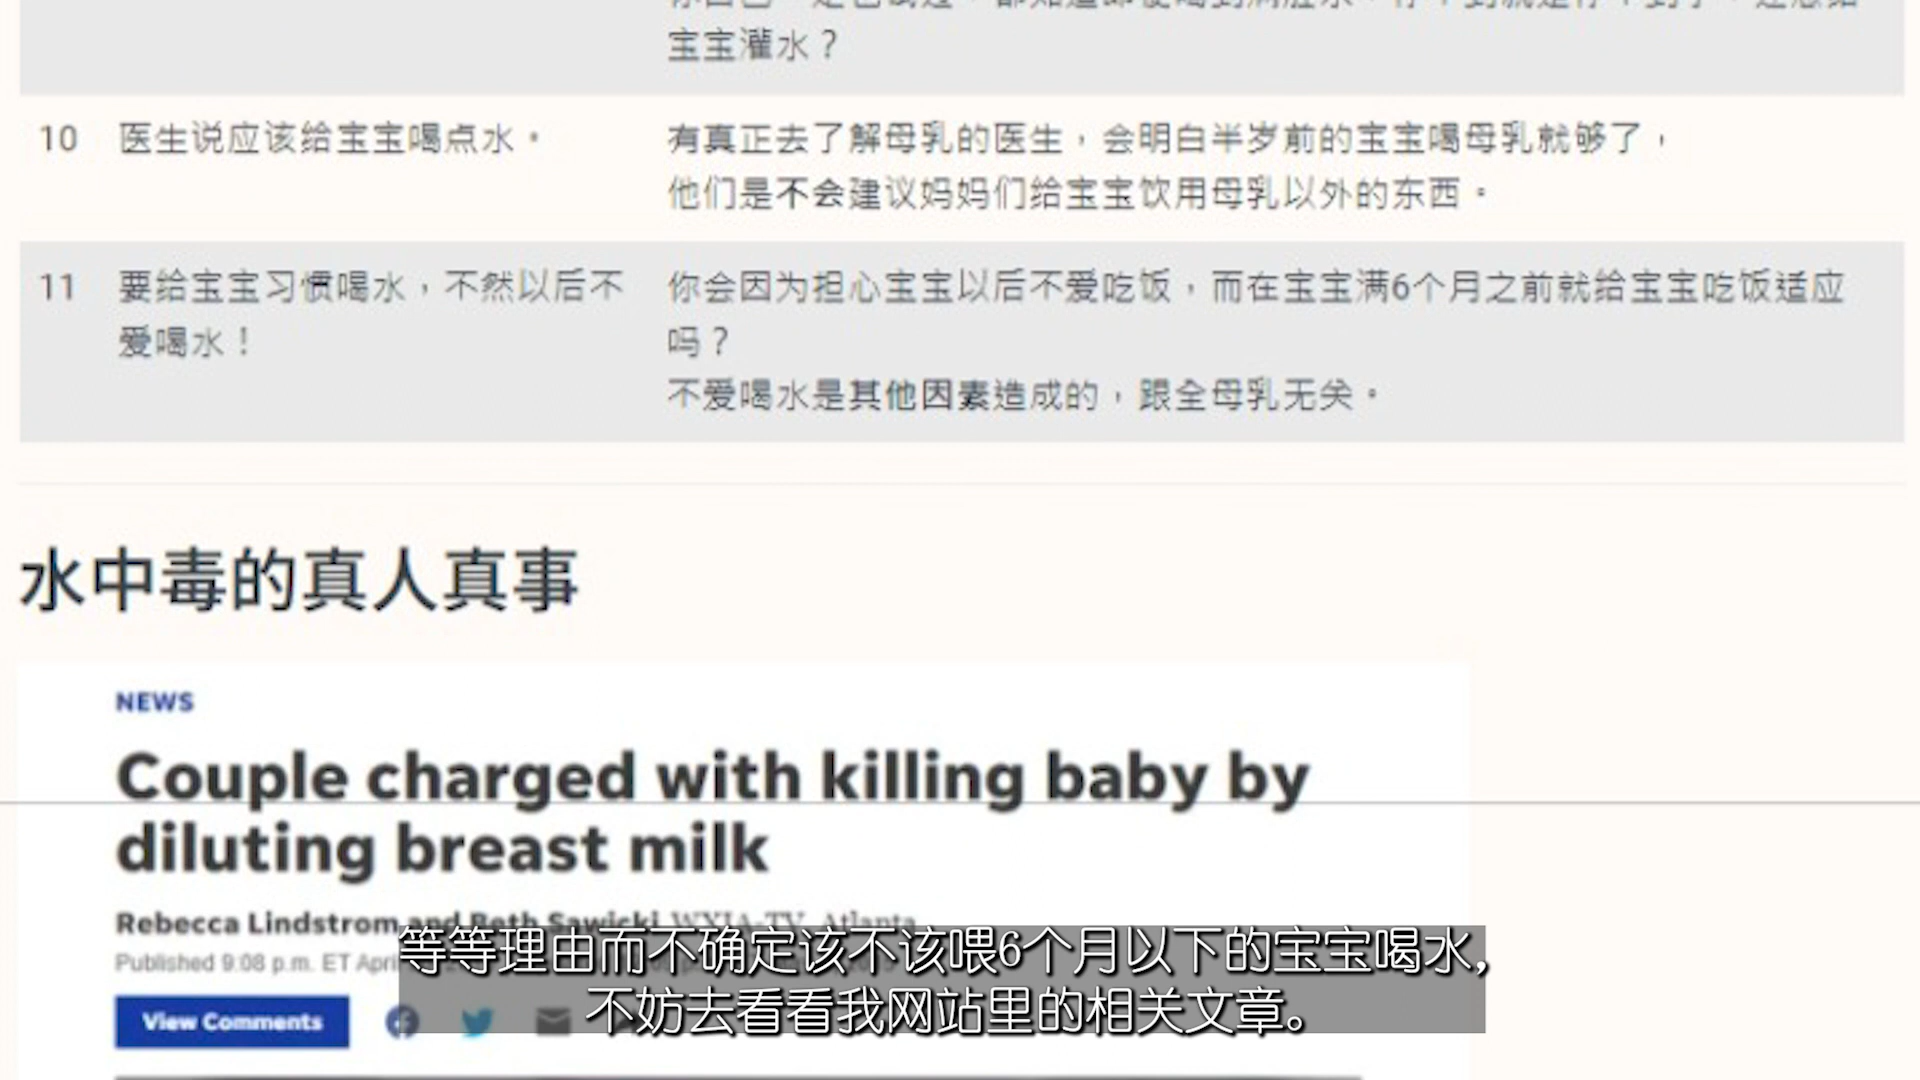 宝宝灌水？
10 医生说应该给宝宝喝点水。 有真正去了解母乳的医生，会明白半岁前的宝宝喝母乳就够了，
他们是不会建议妈妈们给宝宝饮用母乳以外的东西。
11 要给宝宝习惯喝水，不然以后不 你会因为担心宝宝以后不爱吃饭，而在宝宝满6个月之前就给宝宝吃饭适应
爱喝水！ 吗？
不爱喝水是其他因素造成的，跟全母乳无关。
水中毒的真人真事
NEWS
Couple charged with killing baby by
diluting breast milk
Rebecca Lindstrom and Beth Sawicki, WXIA-TV, Atlanta
Published 9:08 p.m. ET April
等等理由而不确定该不该喂6个月以下的宝宝喝水,
不妨去看看我网站里的相关文章。
View Comments